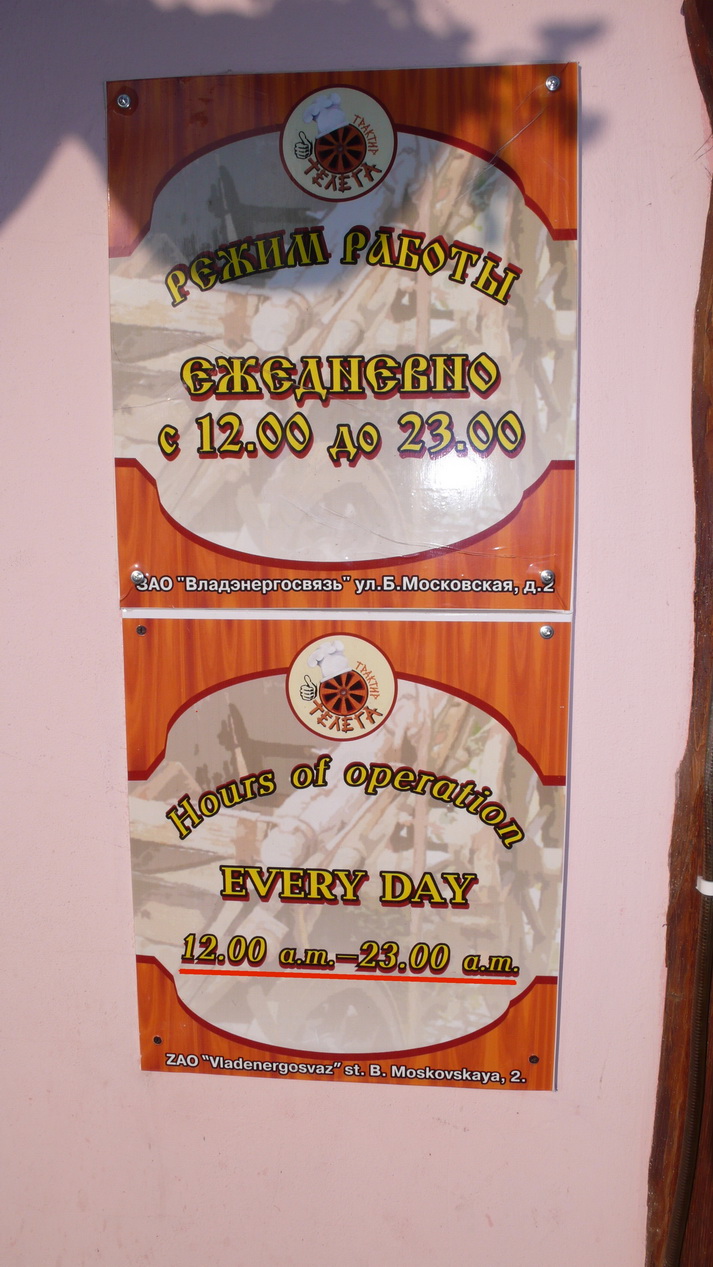 ТРАКТИР
ТЕЛЕГА
РЕЖИМ РАБОТЫ
ЕЖЕДНЕВНО
с 12.00 до 23.00
ЗАО "Владэнергосвязь" ул.Б.Московская, д.2
ТРАКТИР
ТЕЛЕГА
Hours of operation
EVERY DAY
12.00 a.m.–23.00 a.m.
ZAO "Vladenergosvaz" st. B. Moskovskaya, 2.